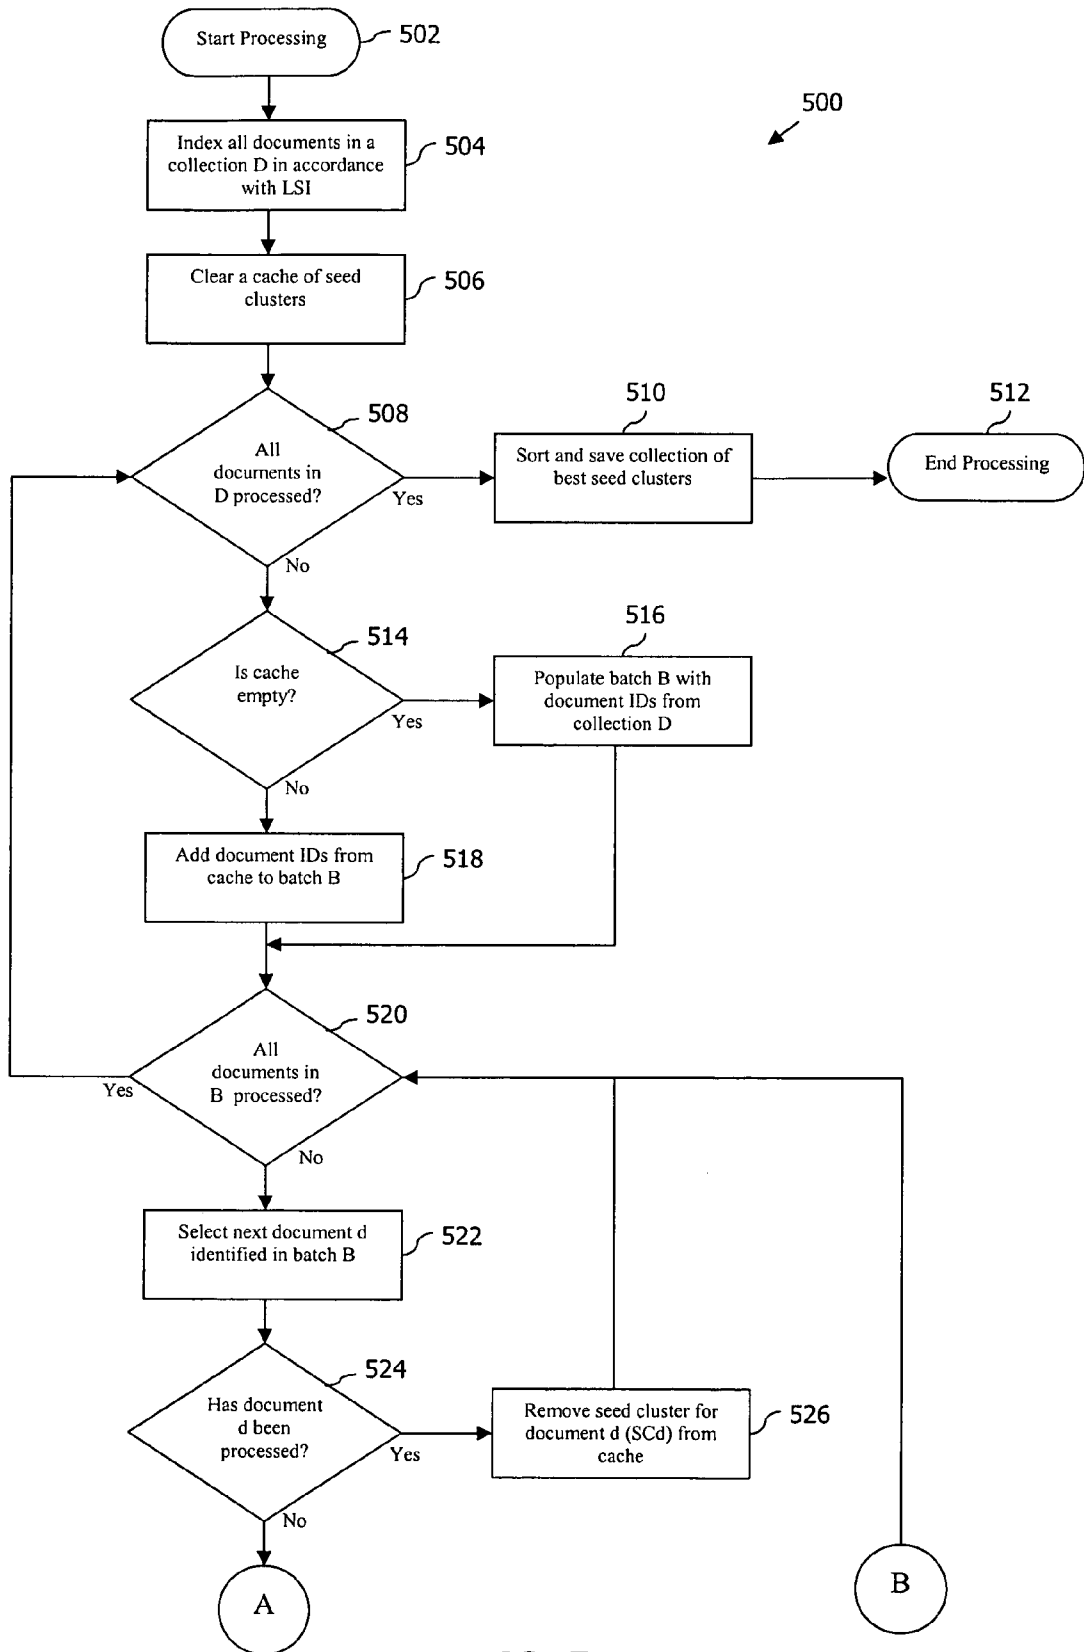 Start Processing
502
500
Index all documents in a
collection D in accordance
with LSI
504
Clear a cache of seed
clusters
506
All
documents in
D processed?
508
Yes
No
510
Sort and save collection of
best seed clusters
512
End Processing
Is cache
empty?
514
Yes
No
516
Populate batch B with
document IDs from
collection D
Add document IDs from
cache to batch B
518
All
documents in
B processed?
520
Yes
No
Select next document d
identified in batch B
522
Has document
d been
processed?
524
Yes
No
Remove seed cluster for
document d (SCd) from
cache
526
A
B